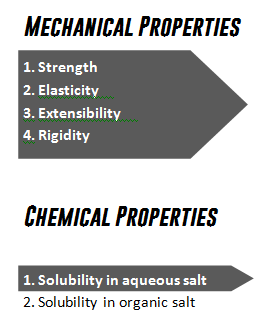 Mechanical Properties
1. Strength
2. Elasticity
3. Extensibility
4. Rigidity
Chemical Properties
1. Solubility in aqueous salt
2. Solubility in organic salt